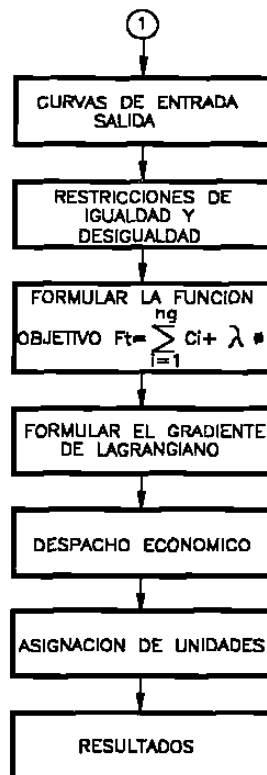 1
CURVAS DE ENTRADA
SALIDA
RESTRICCIONES DE
IGUALDAD Y
DESIGUALDAD
FORMULAR LA FUNCION
OBJETIVO Ft=∑ Ci+ λ *
ng
i=1
FORMULAR EL GRADIENTE
DE LAGRANGIANO
DESPACHO ECONOMICO
ASIGNACION DE UNIDADES
RESULTADOS